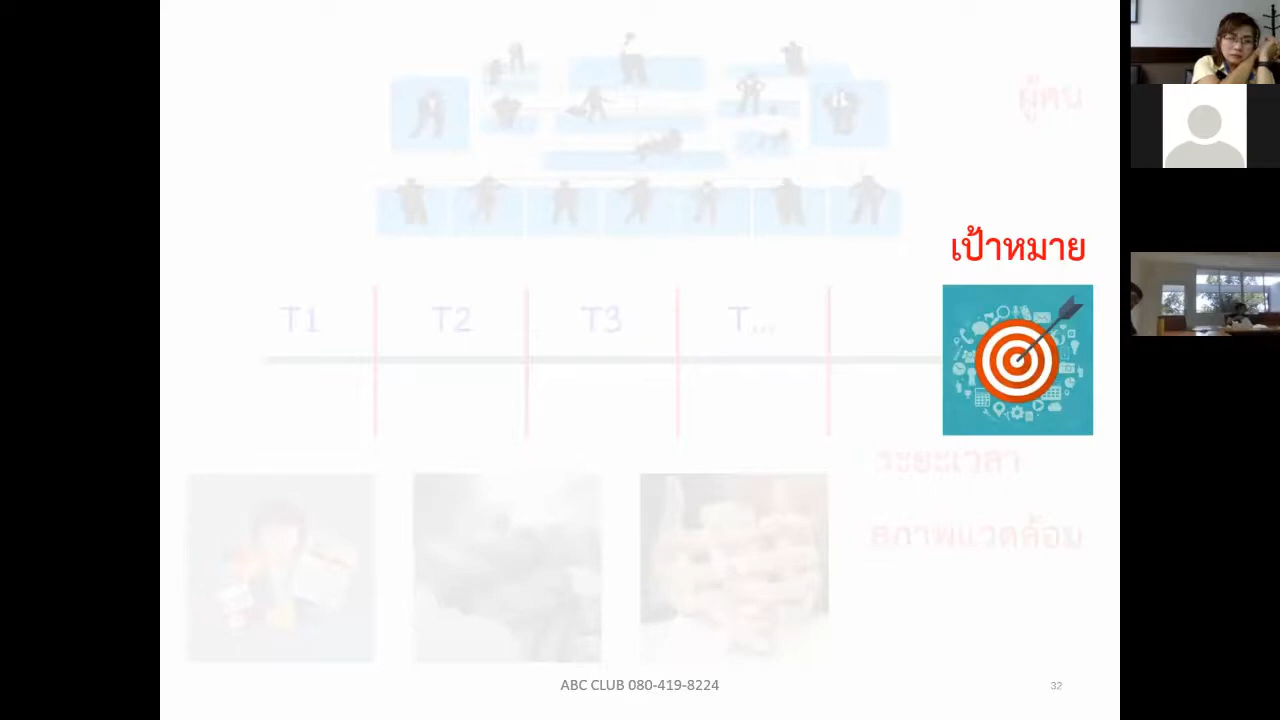 ผู้คน
เป้าหมาย
T1 T2 T3 T...
ระยะเวลา
สภาพแวดล้อม
ABC CLUB 080-419-8224
32